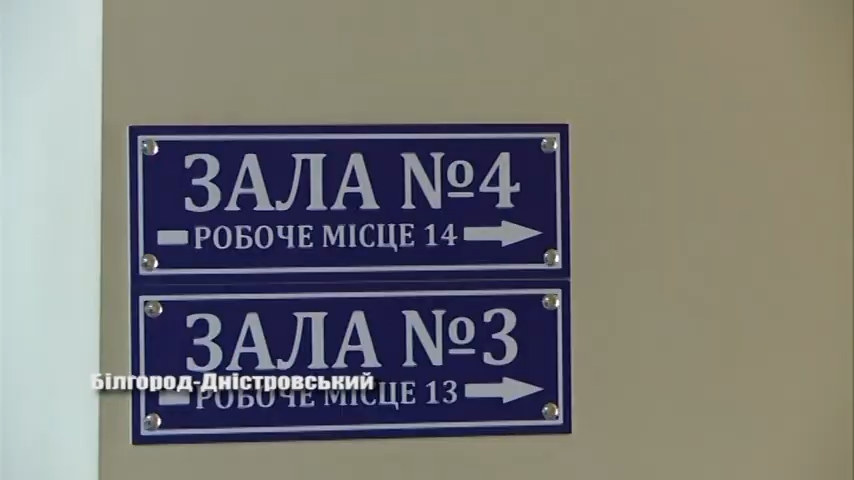 ЗАЛА №4
РОБОЧЕ МІСЦЕ 14
ЗАЛА №3
Білгород-Дністровський
РОБОЧЕ МІСЦЕ 13